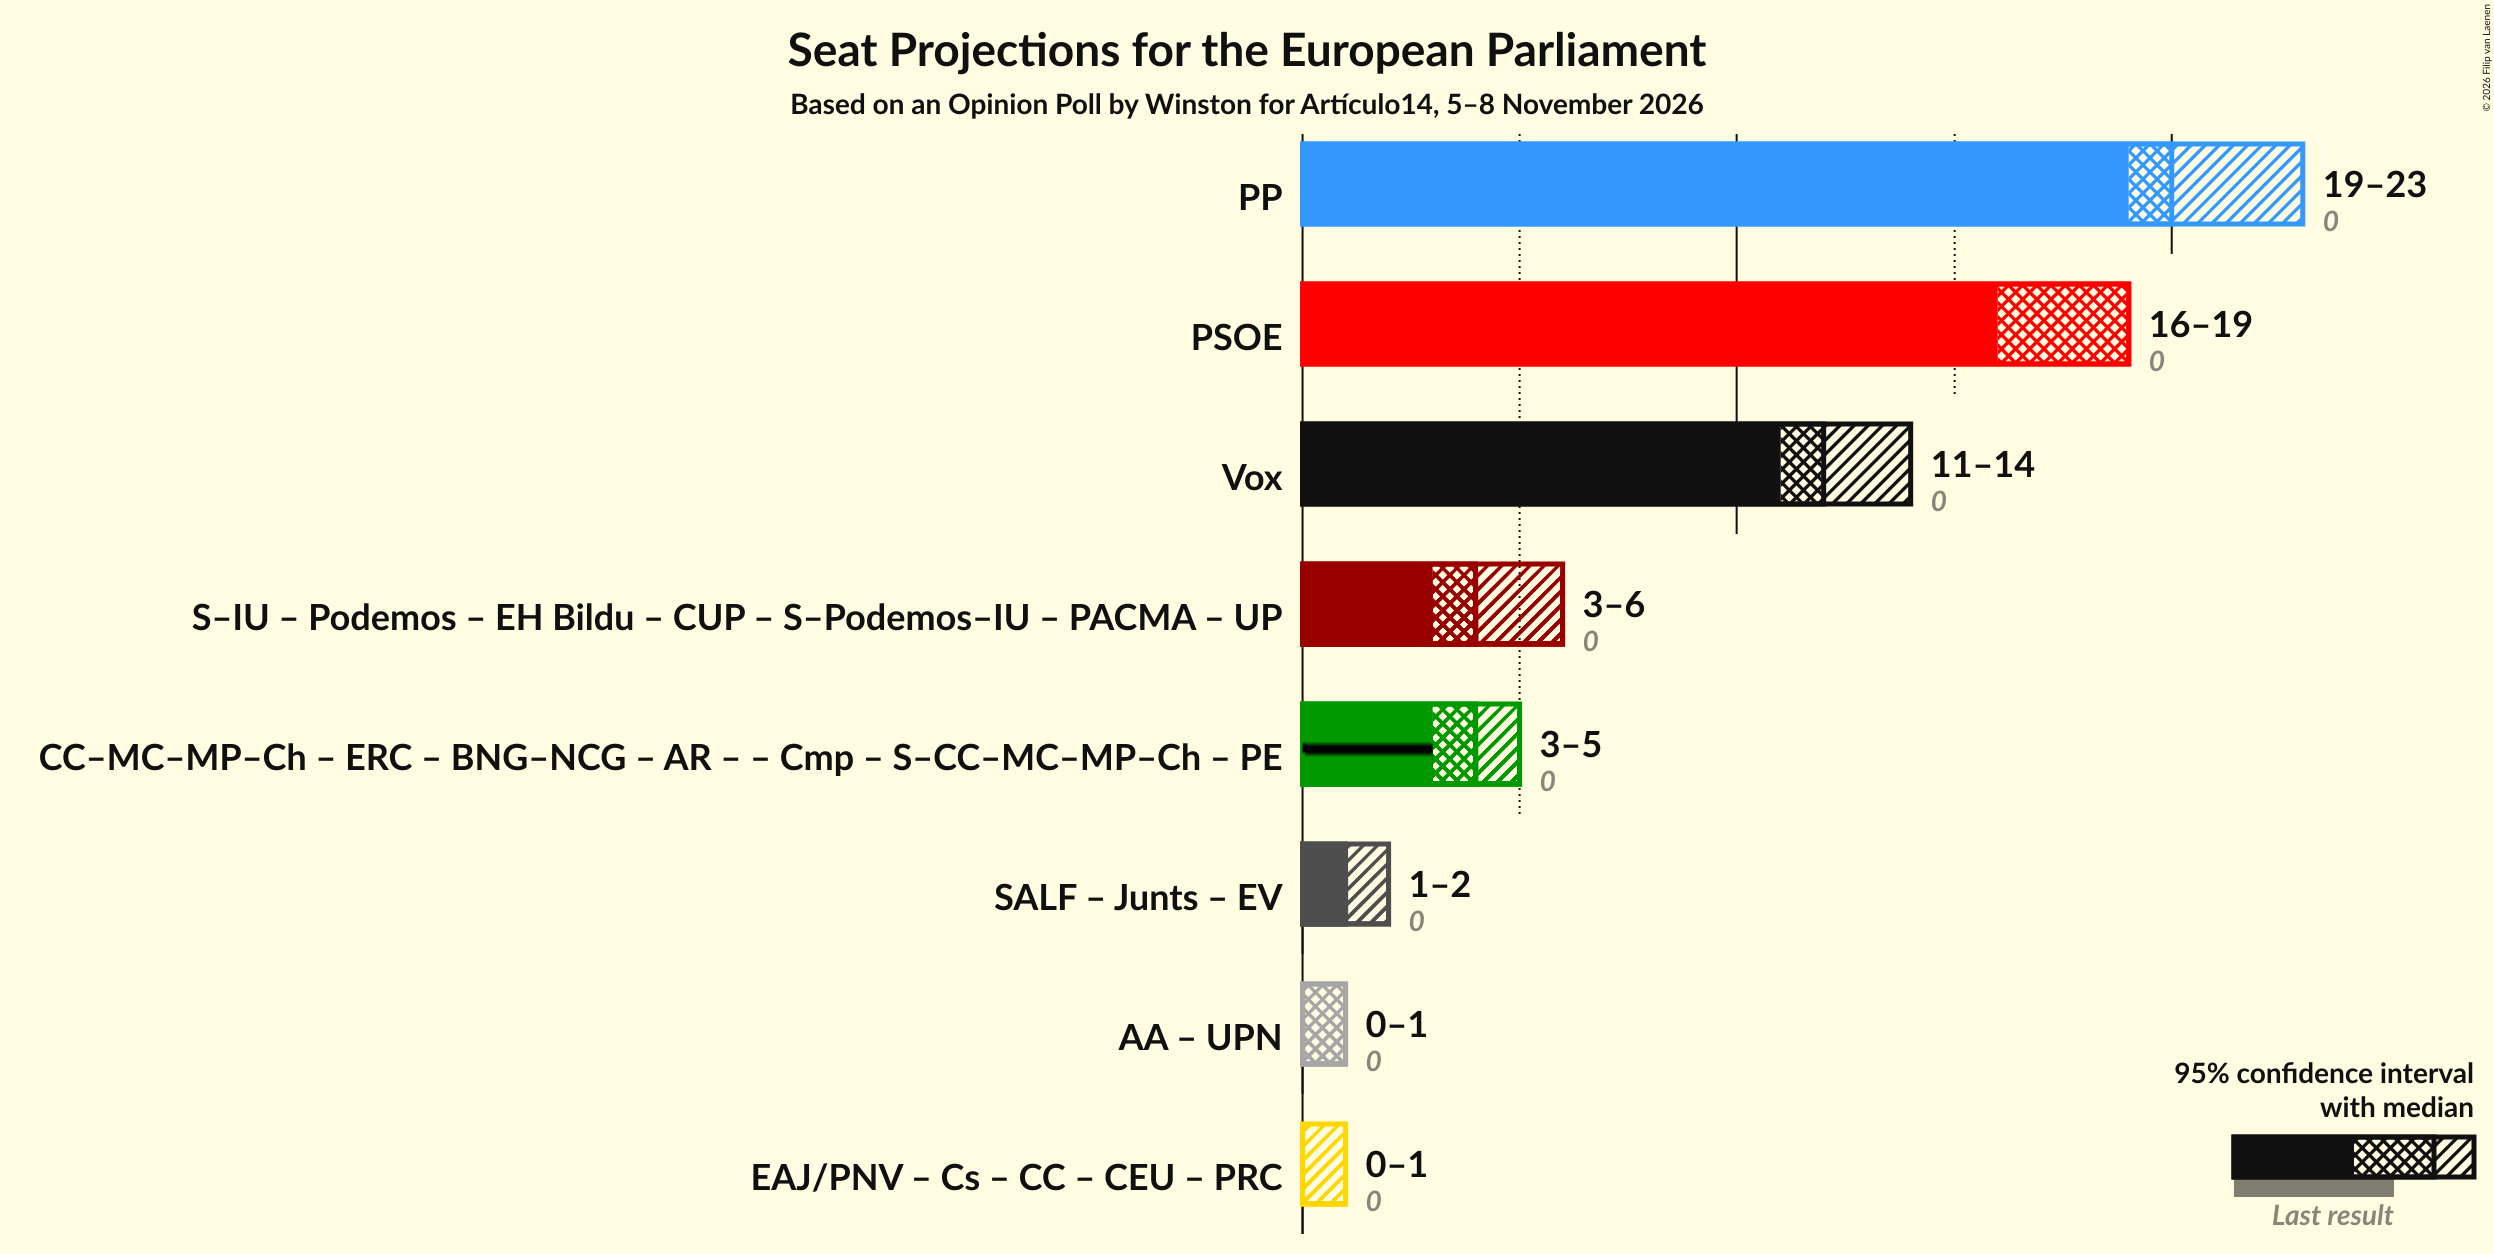 © 2026 Filip van Laenen
Seat Projections for the European Parliament
Based on an Opinion Poll by Winston for Artículo14, 5–8 November 2026
PP
19–23
0
PSOE
16–19
0
Vox
11–14
0
S–IU – Podemos – EH Bildu – CUP – S–Podemos–IU – PACMA – UP
3–6
0
CC–MC–MP–Ch – ERC – BNG–NCG – AR – – Cmp – S–CC–MC–MP–Ch – PE
3–5
0
SALF – Junts – EV
1–2
0
AA – UPN
0–1
0
EAJ/PNV – Cs – CC – CEU – PRC
0–1
0
95% confidence interval
with median
Last result